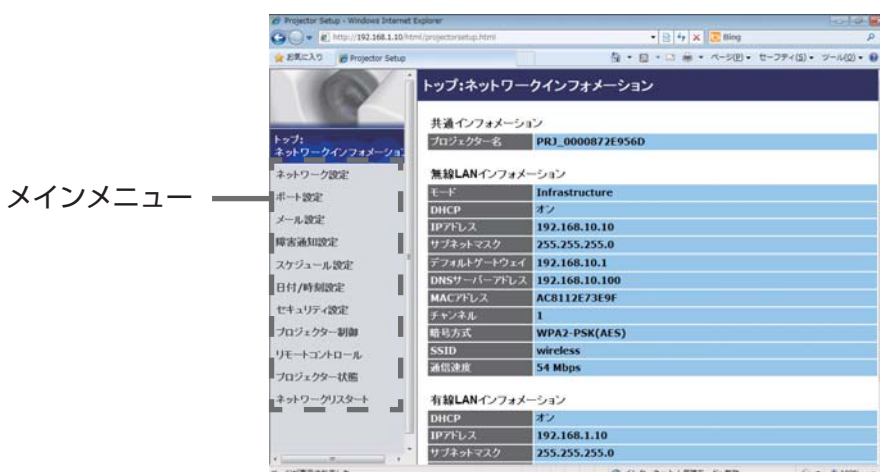 Projector Setup - Windows Internet Explorer
http://192.168.1.10/html/projectorsetup.html
Bing
お気に入り
Projector Setup
ページ(P)
セーフティ(S)
ツール(O)
トップ:ネットワークインフォメーション
トップ:
ネットワークインフォメーショ
メインメニュー
ネットワーク設定
ポート設定
メール設定
障害通知設定
スケジュール設定
日付/時刻設定
セキュリティ設定
プロジェクター制御
リモートコントロール
プロジェクター状態
ネットワークリスタート
共通インフォメーション
プロジェクター名 PRJ_0000872E956D
無線LANインフォメーション
モード Infrastructure
DHCP オン
IPアドレス 192.168.10.10
サブネットマスク 255.255.255.0
デフォルトゲートウェイ 192.168.10.1
DNSサーバーアドレス 192.168.10.100
MACアドレス AC8112E73E9F
チャンネル 1
暗号方式 WPA2-PSK(AES)
SSID wireless
通信速度 54 Mbps
有線LANインフォメーション
DHCP オン
IPアドレス 192.168.1.10
サブネットマスク 255.255.255.0